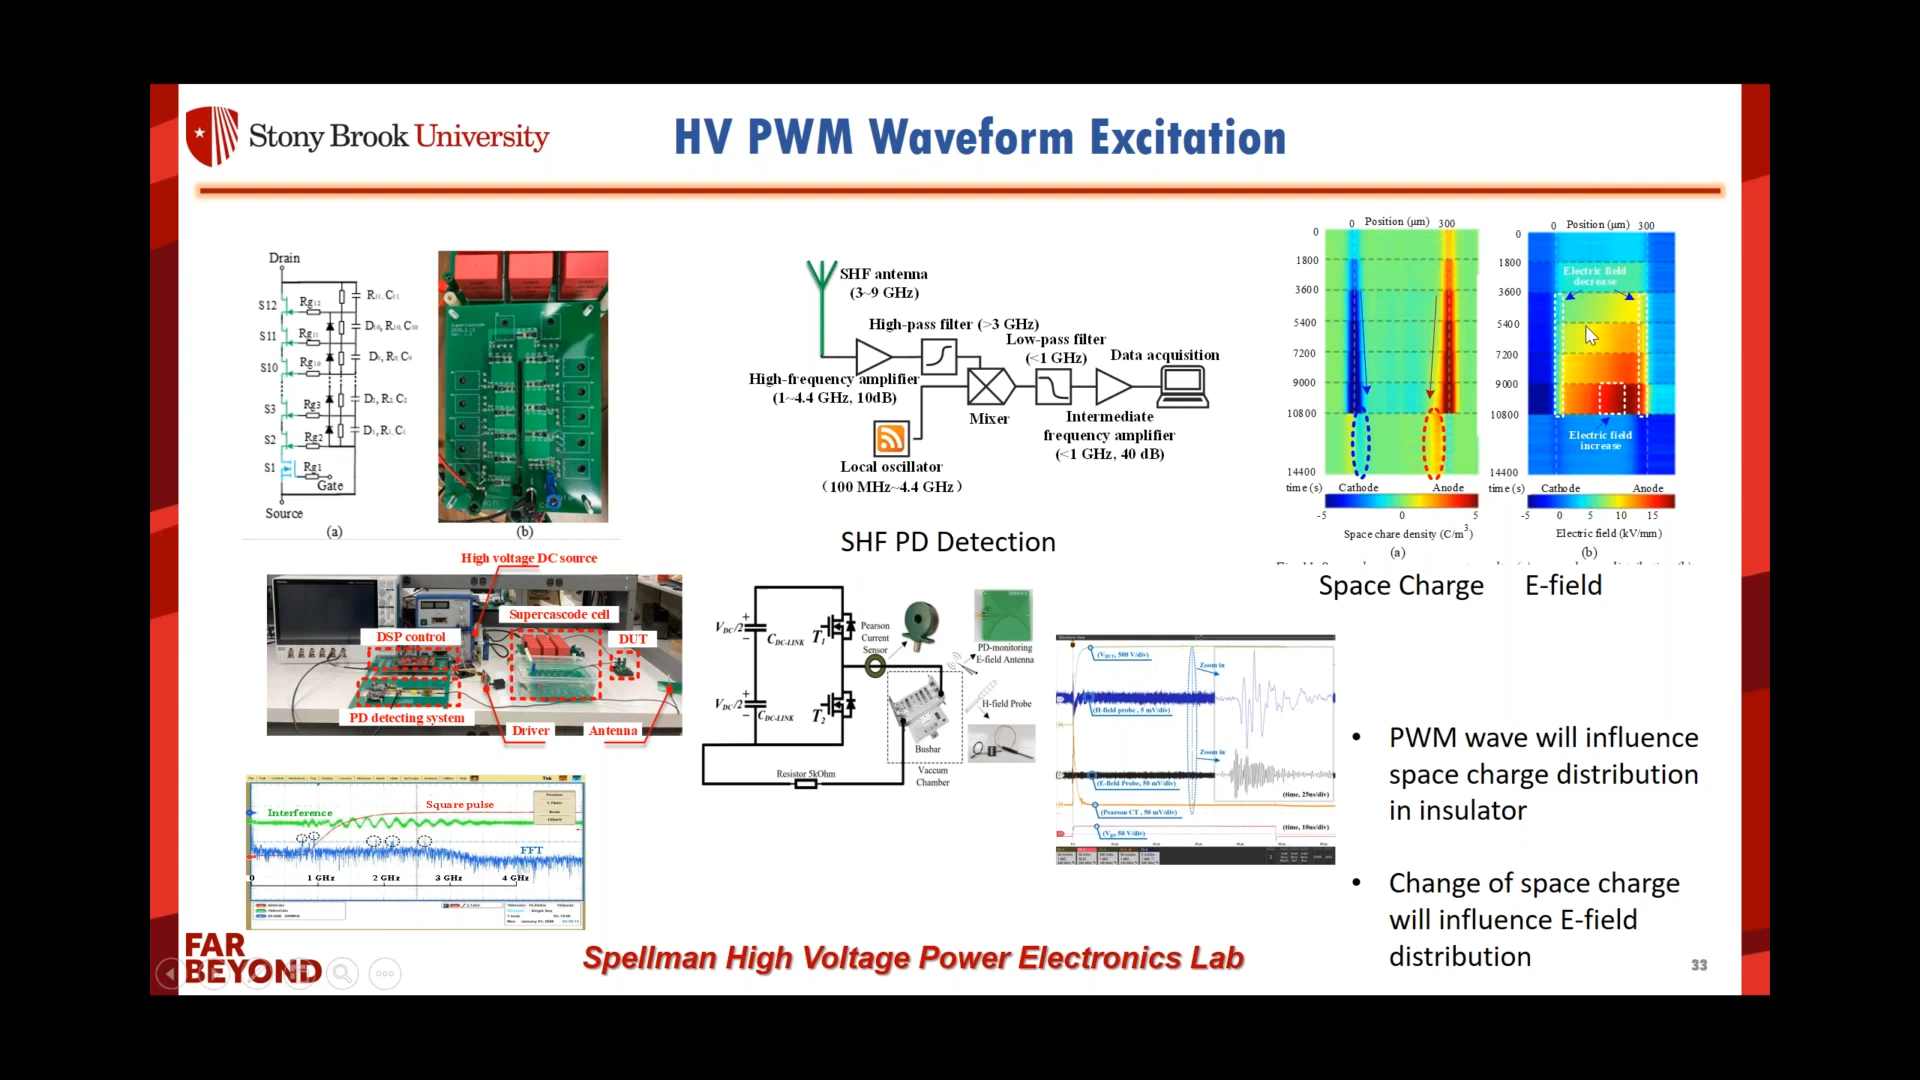 Stony Brook University
HV PWM Waveform Excitation
Drain
S12
Rg12
R11, C11
S11
Rg11
D10, R10, C10
S10
Rg10
D9, R9, C9
S3
Rg3
D2, R2, C2
S2
Rg2
D1, R1, C1
S1
Rg1
Gate
Source
(a)
(b)
SHF antenna
(3~9 GHz)
High-pass filter (>3 GHz)
Low-pass filter
(<1 GHz)
Data acquisition
High-frequency amplifier
(1~4.4 GHz, 10dB)
Mixer
Intermediate
frequency amplifier
(<1 GHz, 40 dB)
Local oscillator
(100 MHz~4.4 GHz)
SHF PD Detection
0 Position (μm) 300
0
1800
3600
5400
7200
9000
10800
14400
time (s)
Cathode
Anode
-5
0
5
Space chare density (C/m3)
(a)
0 Position (μm) 300
0
1800
3600
5400
7200
9000
10800
14400
Electric field
decrease
Electric field
increase
time (s)
Cathode
Anode
-5
0
5
10
15
Electric field (kV/mm)
(b)
Space Charge
E-field
High voltage DC source
Supercascode cell
DSP control
DUT
PD detecting system
Driver
Antenna
VDC/2
CDC-LINK
T1
VDC/2
CDC-LINK
T2
Pearson
Current
Sensor
PD-monitoring
E-field Antenna
H-field Probe
Busbar
Vaccum
Chamber
Resistor 5kOhm
Zoom in
(H-field probe, 5 mV/div)
Zoom in
(E-field Probe, 50 mV/div)
(time, 25ns/div)
(Pearson CT, 50 mV/div)
(time, 10us/div)
Tek
Interference
Square pulse
FFT
0
1 GHz
2 GHz
3 GHz
4 GHz
• PWM wave will influence
space charge distribution
in insulator
• Change of space charge
will influence E-field
distribution
FAR
BEYOND
Spellman High Voltage Power Electronics Lab
33